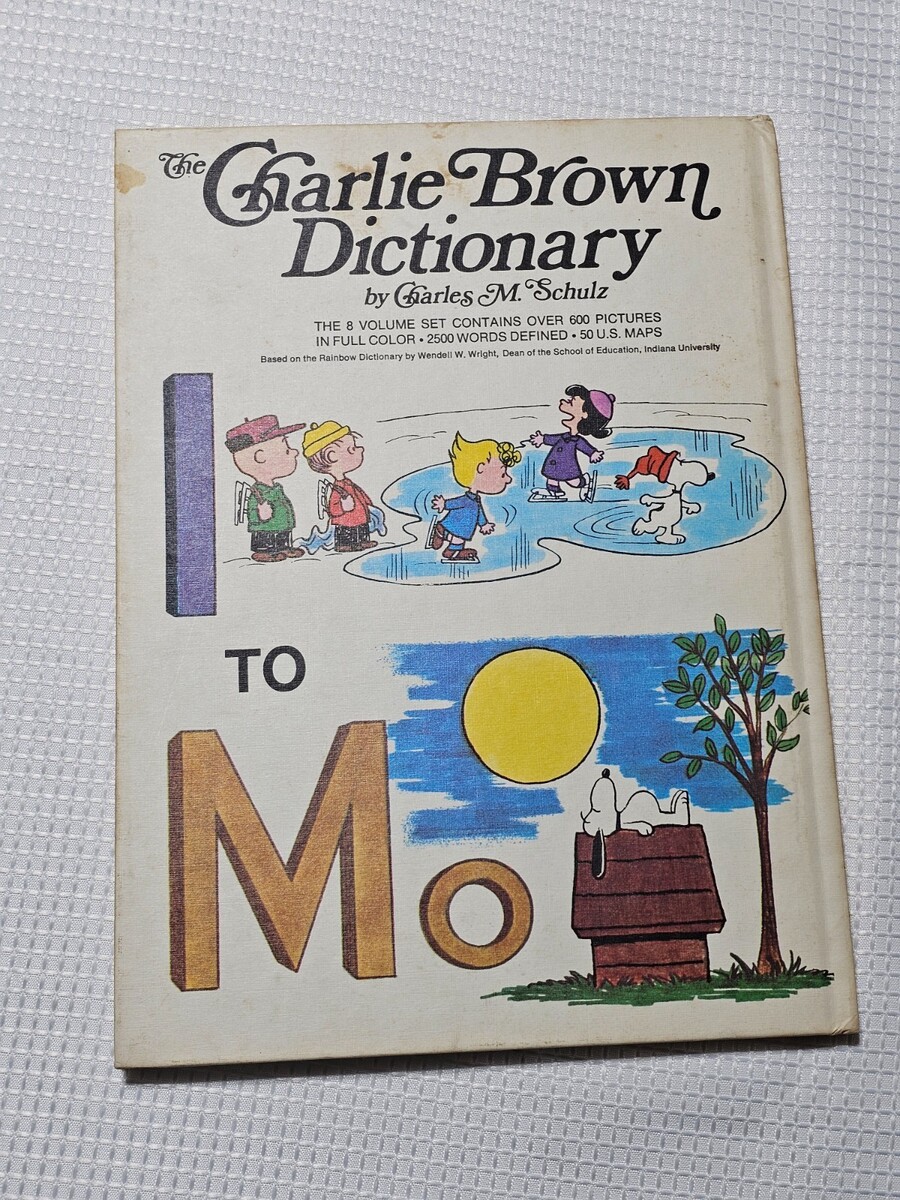 The Charlie Brown
Dictionary
by Charles M. Schulz
THE 8 VOLUME SET CONTAINS OVER 600 PICTURES
IN FULL COLOR • 2500 WORDS DEFINED • 50 U.S. MAPS
Based on the Rainbow Dictionary by Wendell W. Wright, Dean of the School of Education, Indiana University
I
TO
Mo